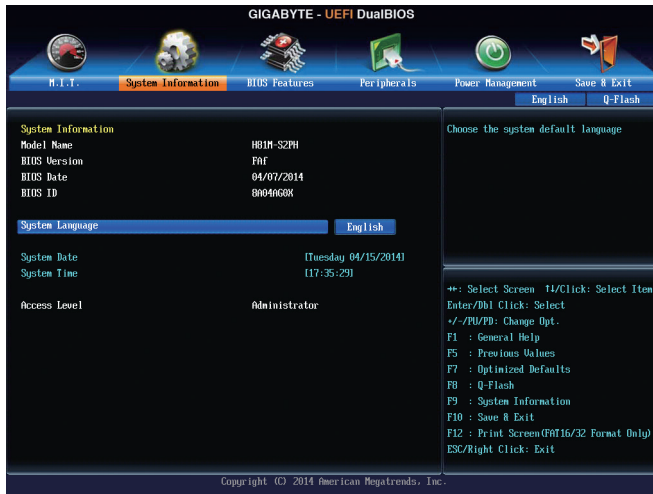 GIGABYTE - UEFI DualBIOS
M.I.T.
System Information
BIOS Features
Peripherals
Power Management
Save & Exit
English
Q-Flash
System Information
Model Name H81M-S2PH
BIOS Version FAf
BIOS Date 04/07/2014
BIOS ID 8A04AG0X
System Language English
System Date [Tuesday 04/15/2014]
System Time [17:35:29]
Access Level Administrator
Choose the system default language
→←: Select Screen ↑↓/Click: Select Item
Enter/Dbl Click: Select
+/-/PU/PD: Change Opt.
F1 : General Help
F5 : Previous Values
F7 : Optimized Defaults
F8 : Q-Flash
F9 : System Information
F10 : Save & Exit
F12 : Print Screen(FAT16/32 Format Only)
ESC/Right Click: Exit
Copyright (C) 2014 American Megatrends, Inc.